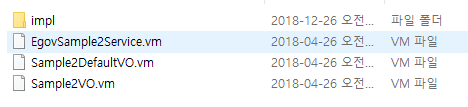 impl 2018-12-26 오전... 파일 폴더
EgovSample2Service.vm 2018-04-26 오전... VM 파일
Sample2DefaultVO.vm 2018-04-26 오전... VM 파일
Sample2VO.vm 2018-04-26 오전... VM 파일